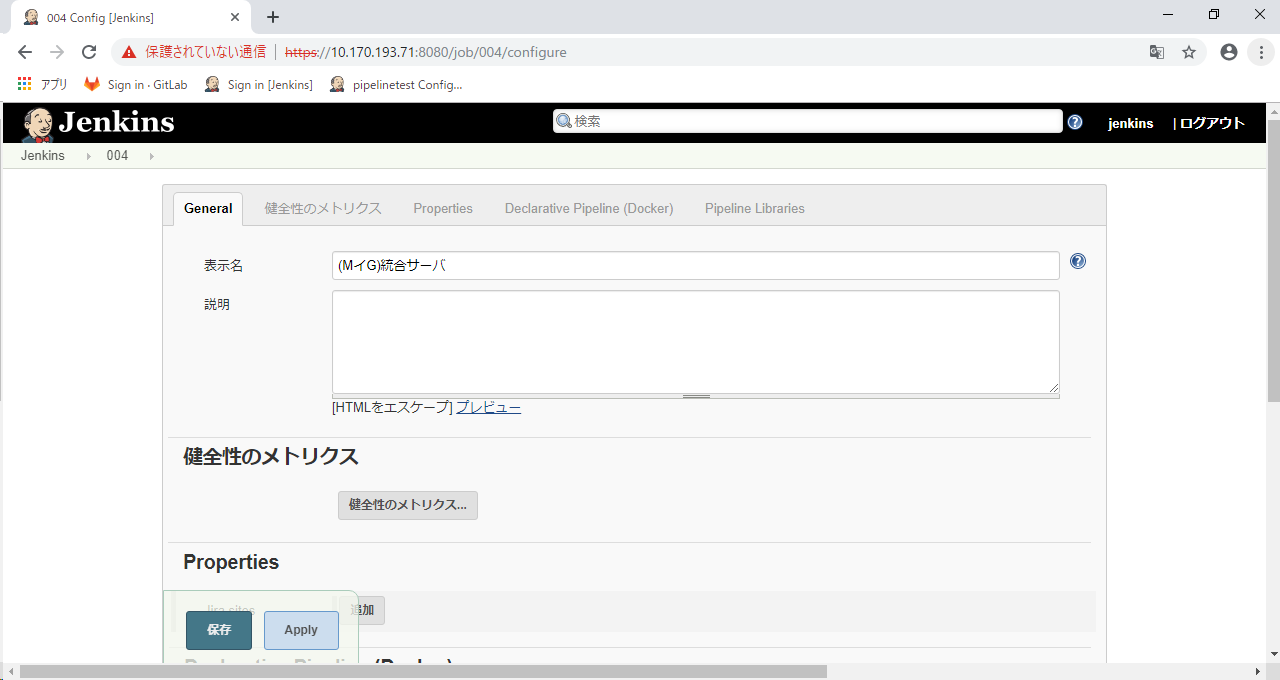 004 Config [Jenkins]
保護されていない通信 https://10.170.193.71:8080/job/004/configure
アプリ Sign in · GitLab Sign in [Jenkins] pipelinetest Config...
Jenkins 検索 jenkins | ログアウト
Jenkins 004
General 健全性のメトリクス Properties Declarative Pipeline (Docker) Pipeline Libraries
表示名 (MイG)統合サーバ
説明
[HTMLをエスケープ] プレビュー
健全性のメトリクス
健全性のメトリクス...
Properties
Jira sites 追加
保存 Apply
Declarative Pipeline (Docker)